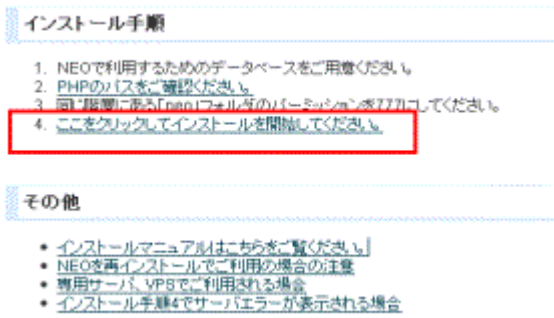 インストール手順
1. NEOで利用するためのデータベースをご用意ください。
2. PHPのパスをご確認ください。
3. 同じ階層にある「neo」フォルダのパーミッションを777にしてください。
4. ここをクリックしてインストールを開始してください。
その他
• インストールマニュアルはこちらをご覧ください。
• NEOを再インストールでご利用の場合の注意
• 専用サーバ、VPSでご利用される場合
• インストール手順4でサーバエラーが表示される場合